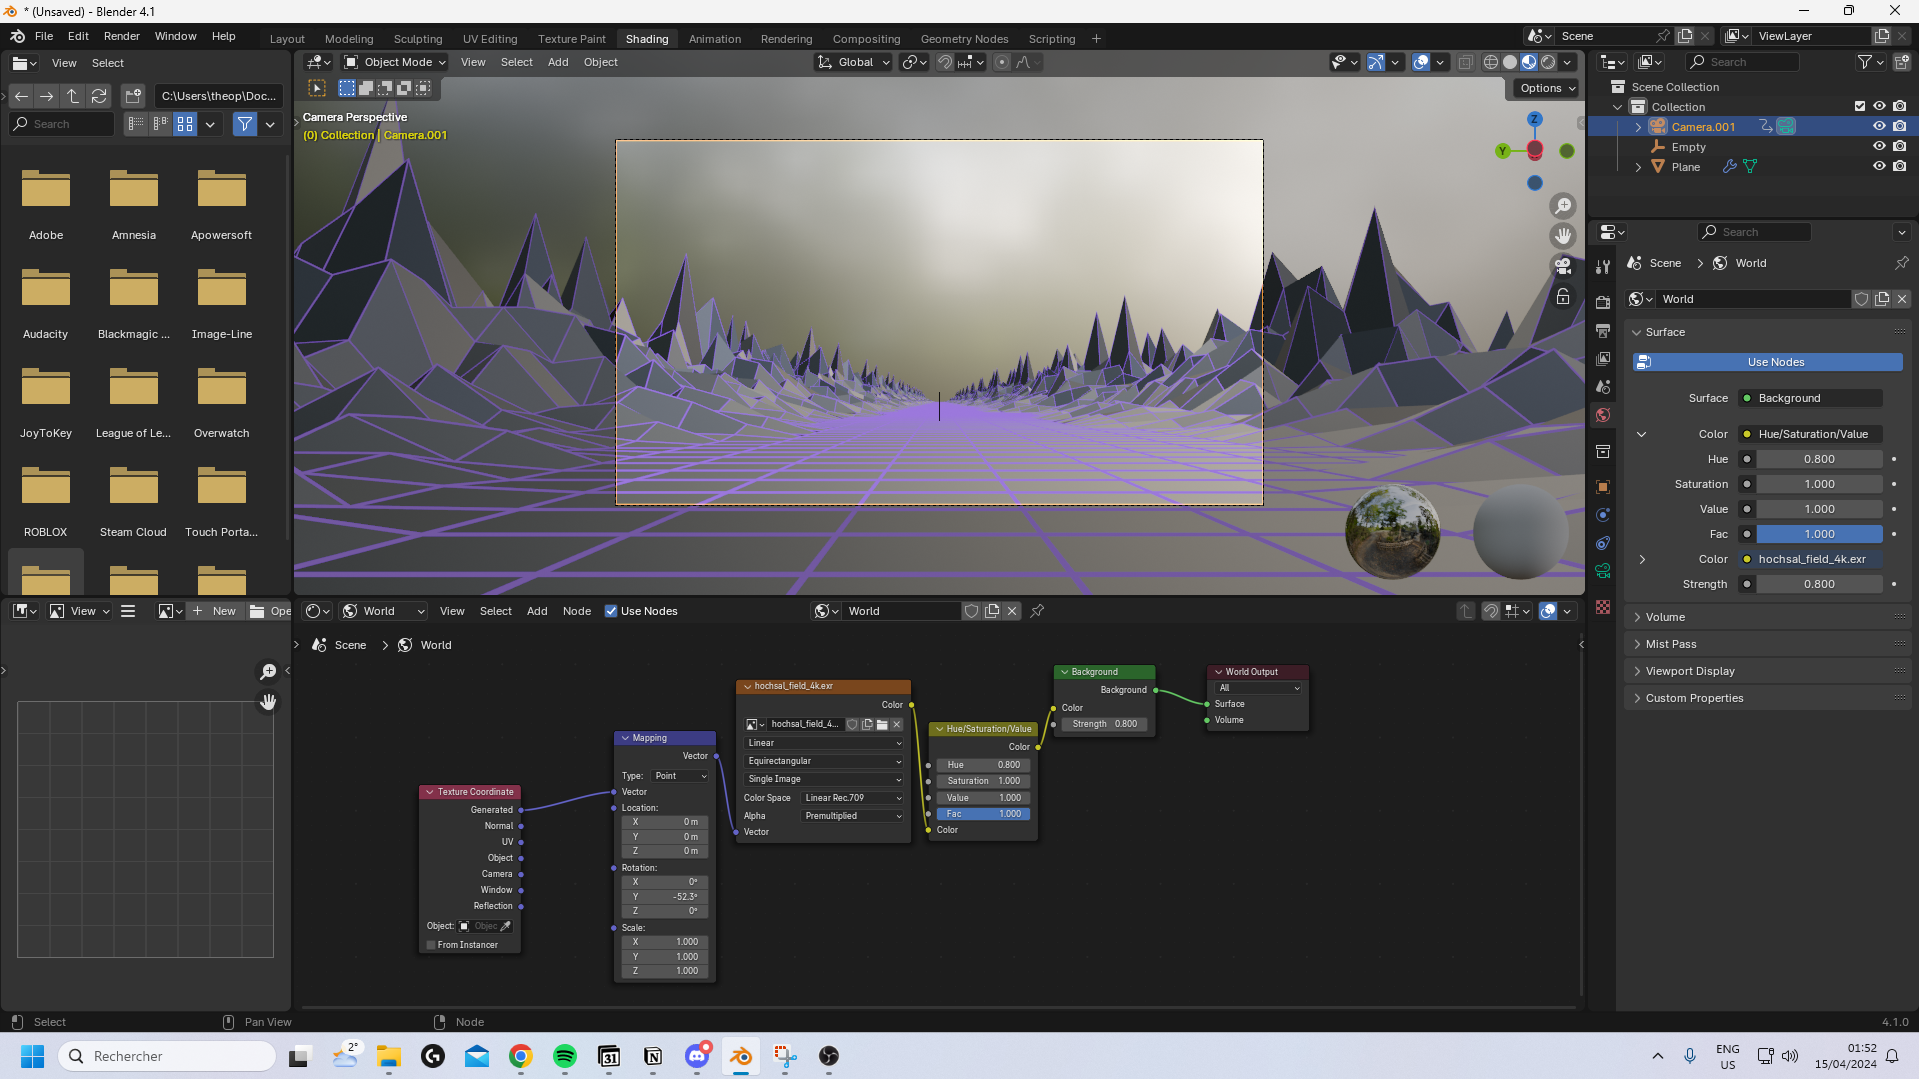 * (Unsaved) - Blender 4.1
File Edit Render Window Help
Layout Modeling Sculpting UV Editing Texture Paint Shading Animation Rendering Compositing Geometry Nodes Scripting
Scene
ViewLayer
View Select
C:\Users\theop\Doc...
Search
Adobe Amnesia Apowersoft
Audacity Blackmagic ... Image-Line
JoyToKey League of Le... Overwatch
ROBLOX Steam Cloud Touch Porta...
Object Mode View Select Add Object
Global
Options
Camera Perspective
(0) Collection | Camera.001
Z
Y
Search
Scene Collection
Collection
Camera.001
Empty
Plane
Search
Scene > World
World
Surface
Use Nodes
Surface Background
Color Hue/Saturation/Value
Hue 0.800
Saturation 1.000
Value 1.000
Fac 1.000
Color hochsal_field_4k.exr
Strength 0.800
Volume
Mist Pass
Viewport Display
Custom Properties
View
New
Ope
World View Select Add Node Use Nodes
World
Scene > World
Texture Coordinate
Generated
Normal
UV
Object
Camera
Window
Reflection
Object: Objec
From Instancer
Mapping
Vector
Type: Point
Vector
Location:
X 0 m
Y 0 m
Z 0 m
Rotation:
X 0°
Y -52.3°
Z 0°
Scale:
X 1.000
Y 1.000
Z 1.000
hochsal_field_4k.exr
Color
hochsal_field_4...
Linear
Equirectangular
Single Image
Color Space Linear Rec.709
Alpha Premultiplied
Vector
Hue/Saturation/Value
Color
Hue 0.800
Saturation 1.000
Value 1.000
Fac 1.000
Color
Background
Background
Color
Strength 0.800
World Output
All
Surface
Volume
Select
Pan View
Node
4.1.0
Rechercher
2°
31
ENG
US
01:52
15/04/2024